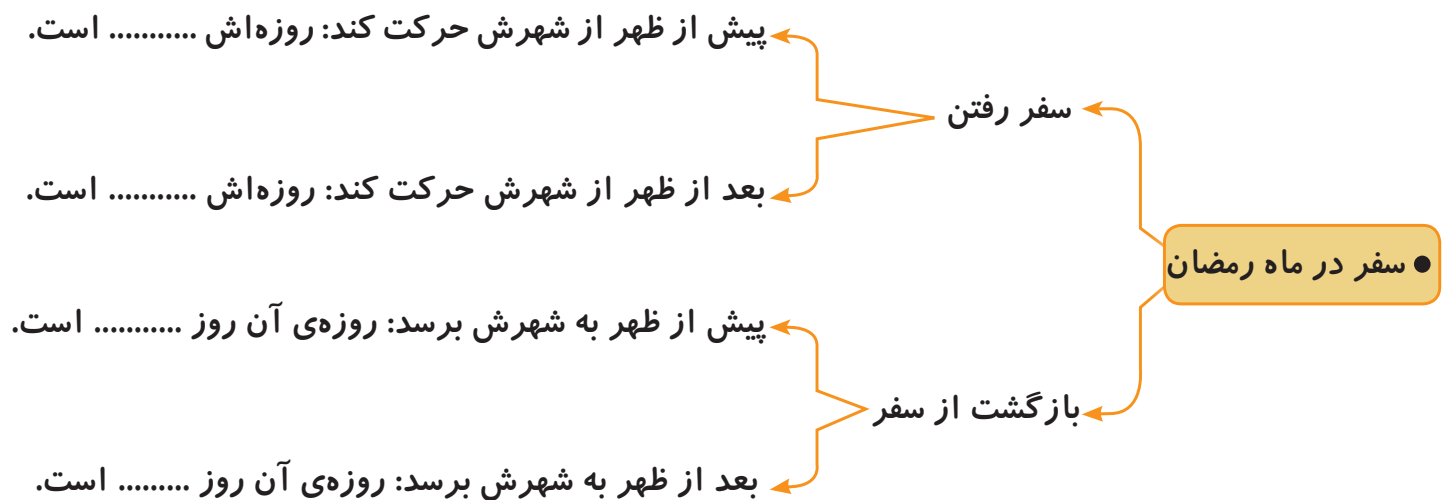 ● سفر در ماه رمضان
سفر رفتن
پیش از ظهر از شهرش حرکت کند: روزه‌اش ........... است.
بعد از ظهر از شهرش حرکت کند: روزه‌اش ........... است.
بازگشت از سفر
پیش از ظهر به شهرش برسد: روزه‌ی آن روز ........... است.
بعد از ظهر به شهرش برسد: روزه‌ی آن روز ......... است.